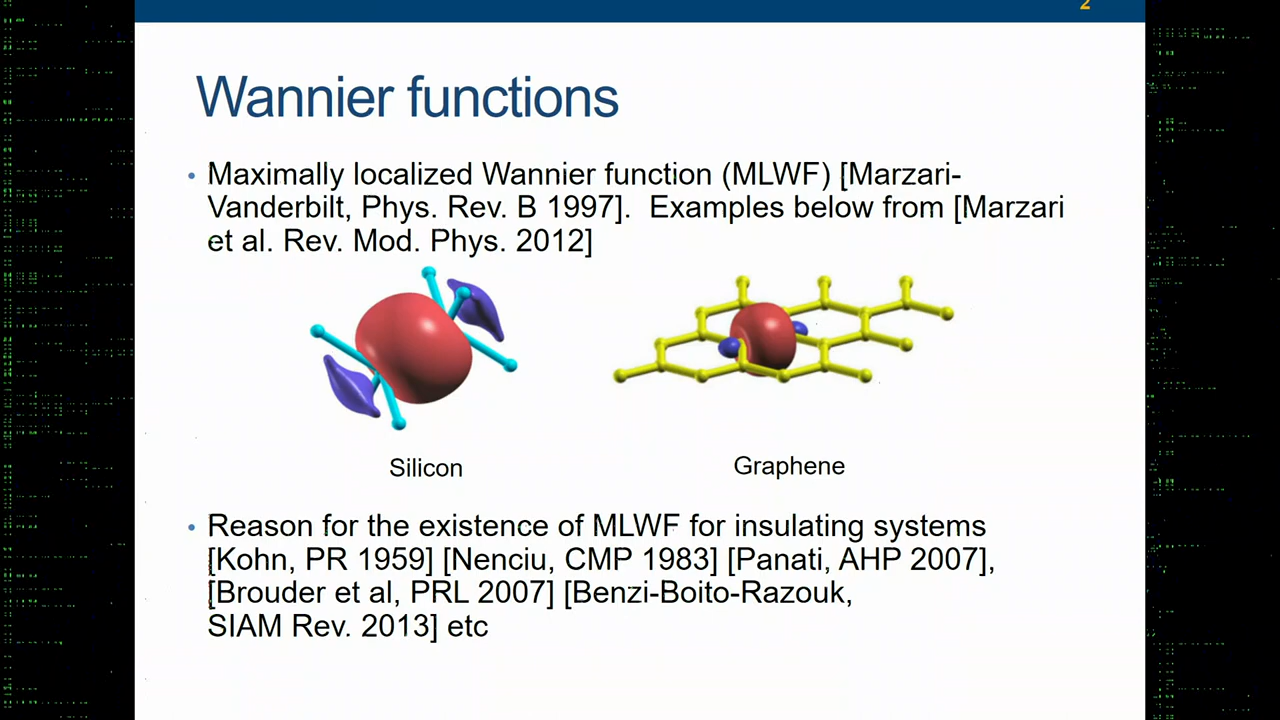 2
Wannier functions
• Maximally localized Wannier function (MLWF) [Marzari-
Vanderbilt, Phys. Rev. B 1997].  Examples below from [Marzari
et al. Rev. Mod. Phys. 2012]
Silicon
Graphene
• Reason for the existence of MLWF for insulating systems
[Kohn, PR 1959] [Nenciu, CMP 1983] [Panati, AHP 2007],
[Brouder et al, PRL 2007] [Benzi-Boito-Razouk,
SIAM Rev. 2013] etc